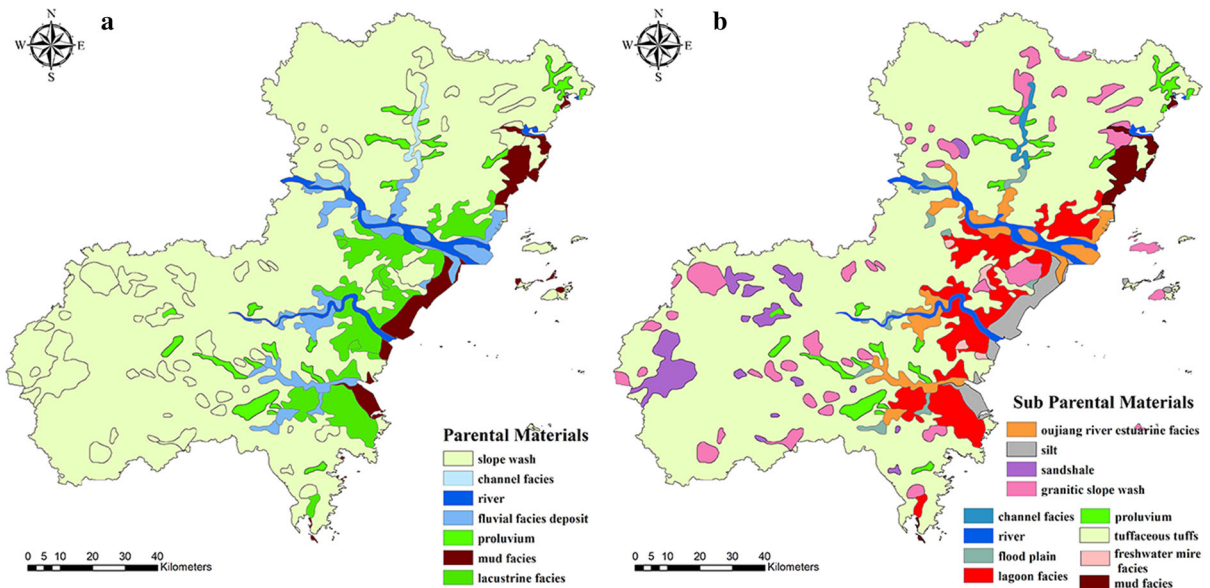 a
N
W E
S
Parental Materials
slope wash
channel facies
river
fluvial facies deposit
proluvium
mud facies
lacustrine facies
0 5 10 20 30 40
Kilometers
b
N
W E
S
Sub Parental Materials
oujiang river estuarine facies
silt
sandshale
granitic slope wash
channel facies
river
flood plain
lagoon facies
proluvium
tuffaceous tuffs
freshwater mire
facies
mud facies
0 5 10 20 30 40
Kilometers